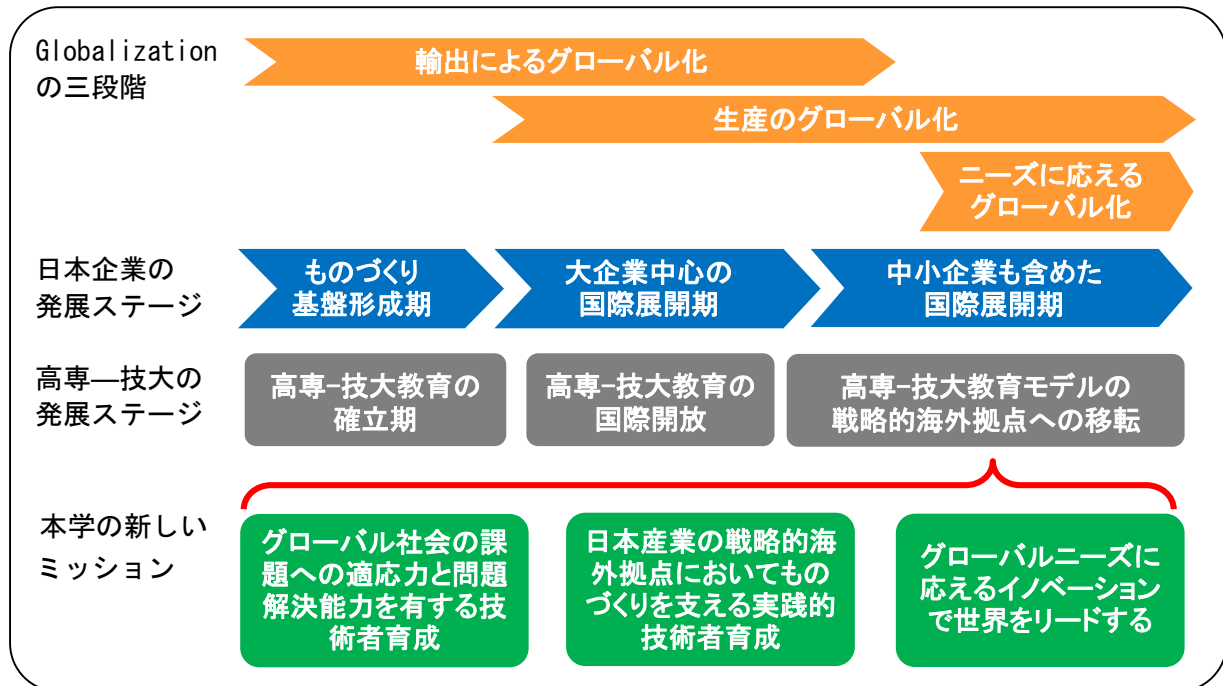 Globalization
の三段階
輸出によるグローバル化
生産のグローバル化
ニーズに応える
グローバル化
日本企業の
発展ステージ
ものづくり
基盤形成期
大企業中心の
国際展開期
中小企業も含めた
国際展開期
高専―技大の
発展ステージ
高専-技大教育の
確立期
高専-技大教育の
国際開放
高専-技大教育モデルの
戦略的海外拠点への移転
本学の新しい
ミッション
グローバル社会の課
題への適応力と問題
解決能力を有する技
術者育成
日本産業の戦略的海
外拠点においてもの
づくりを支える実践的
技術者育成
グローバルニーズに
応えるイノベーション
で世界をリードする